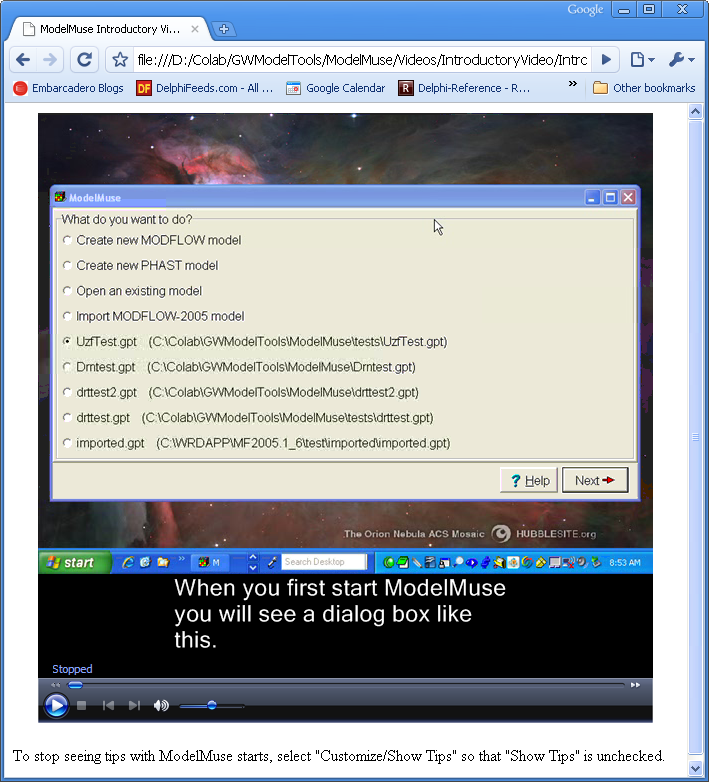 Google
ModelMuse Introductory Vi...
file:///D:/Colab/GWModelTools/ModelMuse/Videos/IntroductoryVideo/Intro
Embarcadero Blogs
DelphiFeeds.com - All ...
Google Calendar
Delphi-Reference - R...
»
Other bookmarks
ModelMuse
What do you want to do?
Create new MODFLOW model
Create new PHAST model
Open an existing model
Import MODFLOW-2005 model
UzfTest.gpt (C:\Colab\GWModelTools\ModelMuse\tests\UzfTest.gpt)
Drntest.gpt (C:\Colab\GWModelTools\ModelMuse\Drntest.gpt)
drttest2.gpt (C:\Colab\GWModelTools\ModelMuse\drttest2.gpt)
drttest.gpt (C:\Colab\GWModelTools\ModelMuse\tests\drttest.gpt)
imported.gpt (C:\WRDAPP\MF2005.1_6\test\imported\imported.gpt)
? Help
Next
The Orion Nebula ACS Mosaic HUBBLESITE.org
start » M Search Desktop 8:53 AM
When you first start ModelMuse
you will see a dialog box like
this.
Stopped
To stop seeing tips with ModelMuse starts, select "Customize/Show Tips" so that "Show Tips" is unchecked.